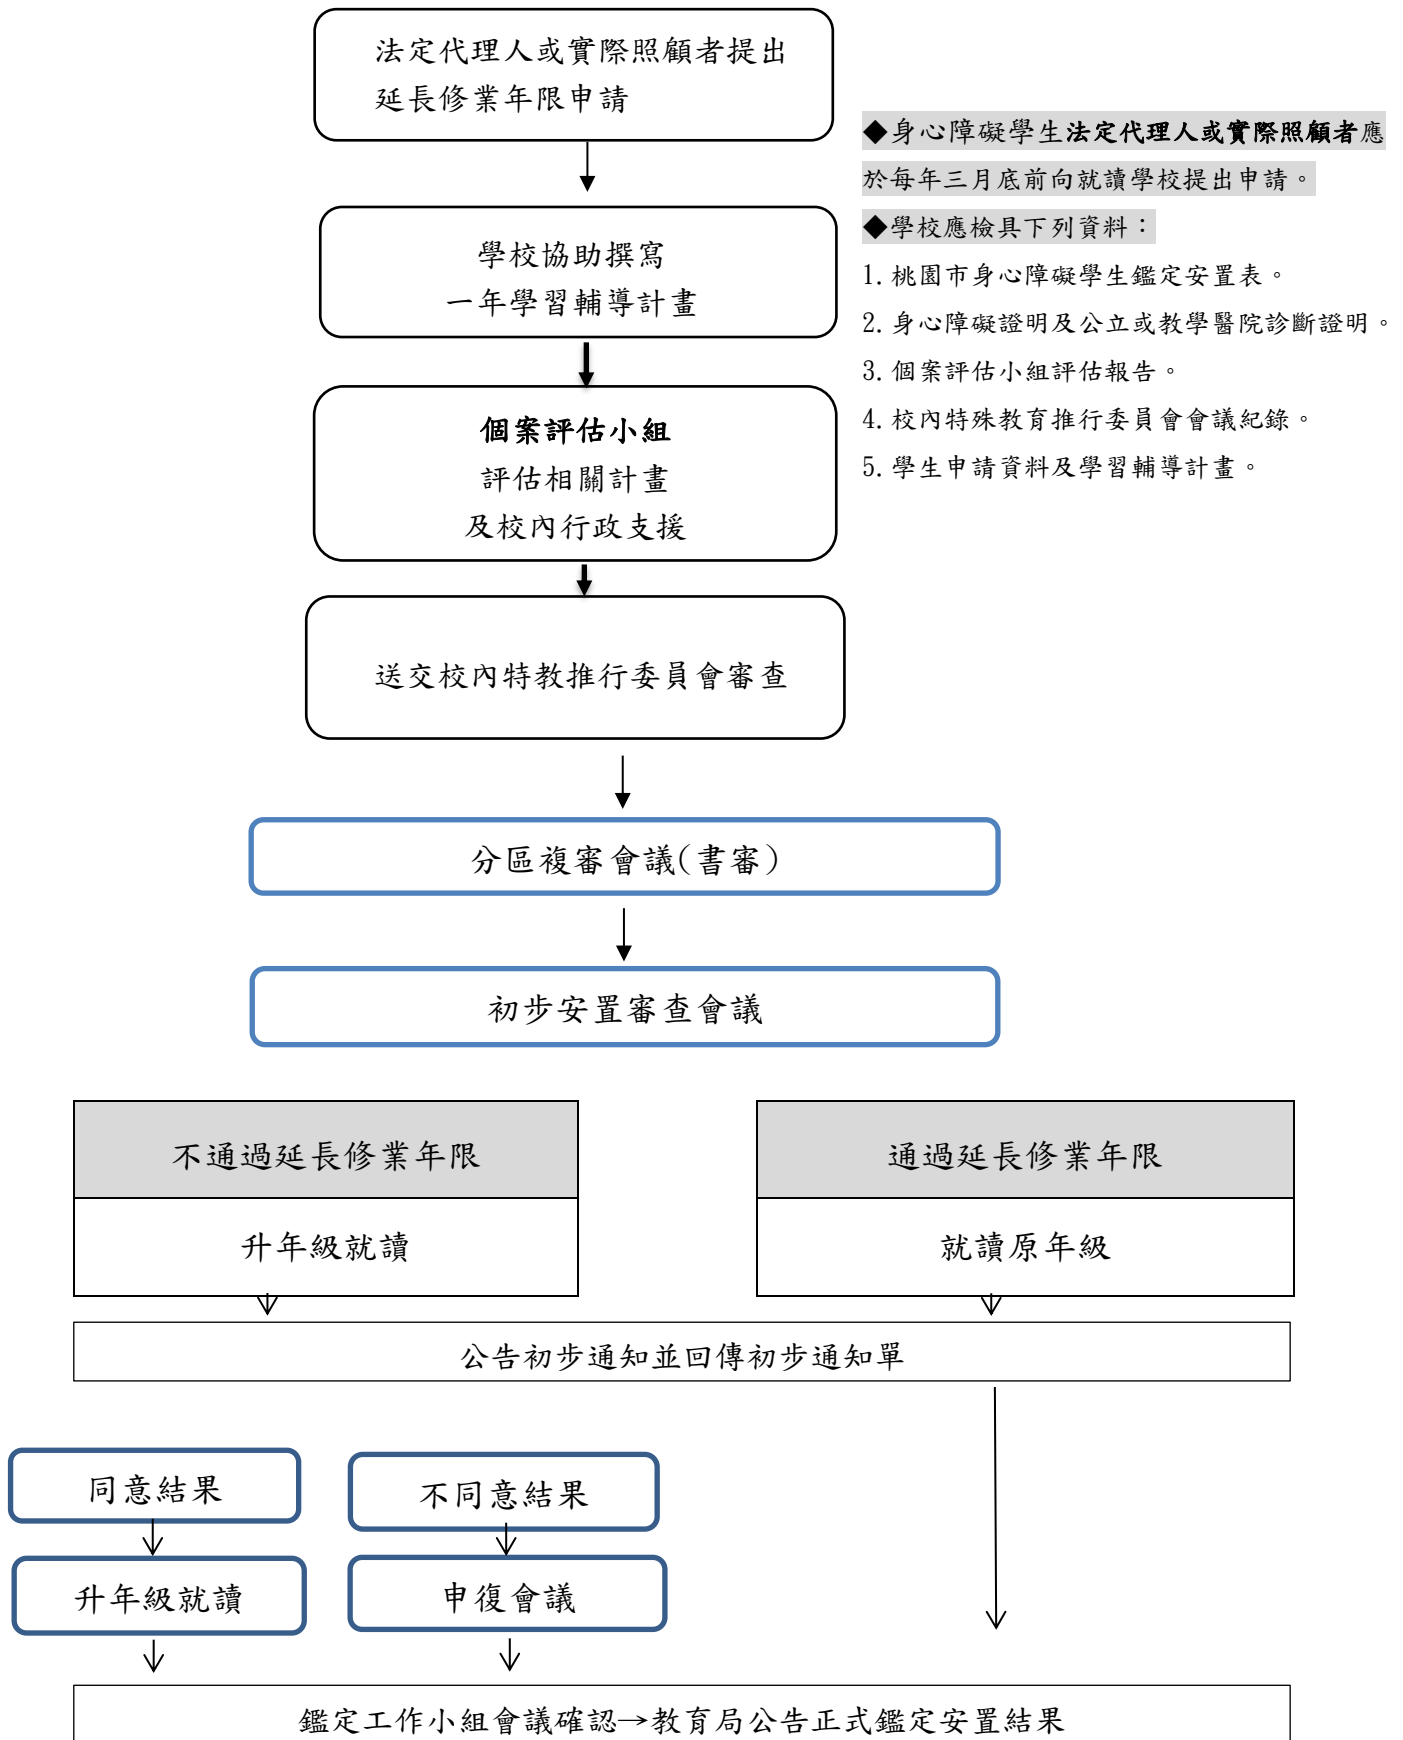 法定代理人或實際照顧者提出
延長修業年限申請
◆身心障礙學生法定代理人或實際照顧者應
於每年三月底前向就讀學校提出申請。
◆學校應檢具下列資料：
1.桃園市身心障礙學生鑑定安置表。
2.身心障礙證明及公立或教學醫院診斷證明。
3.個案評估小組評估報告。
4.校內特殊教育推行委員會會議紀錄。
5.學生申請資料及學習輔導計畫。
學校協助撰寫
一年學習輔導計畫
個案評估小組
評估相關計畫
及校內行政支援
送交校內特教推行委員會審查
分區複審會議(書審)
初步安置審查會議
不通過延長修業年限
升年級就讀
通過延長修業年限
就讀原年級
公告初步通知並回傳初步通知單
同意結果
不同意結果
升年級就讀
申復會議
鑑定工作小組會議確認→教育局公告正式鑑定安置結果